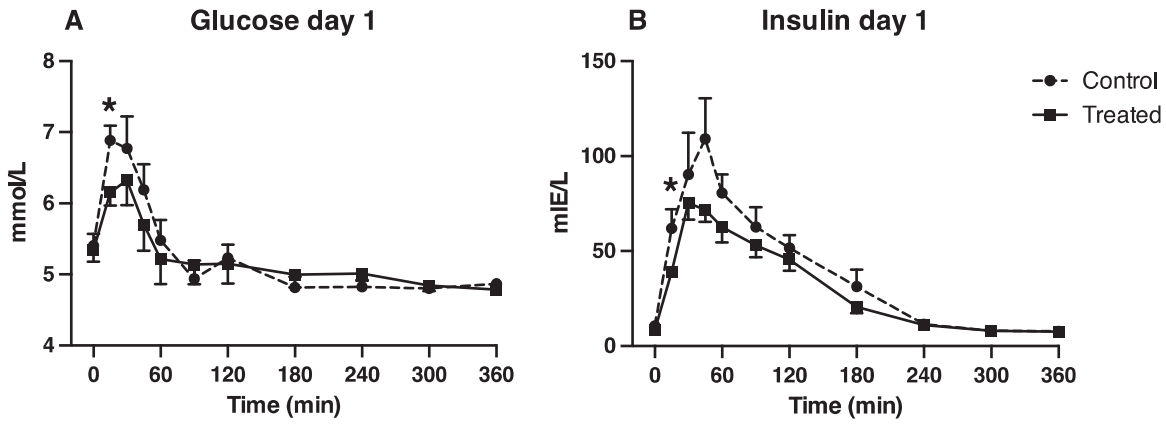 A Glucose day 1
mmol/L
8
7
6
5
4
*
0 60 120 180 240 300 360
Time (min)
B Insulin day 1
mIE/L
150
100
50
0
*
0 60 120 180 240 300 360
Time (min)
Control
Treated